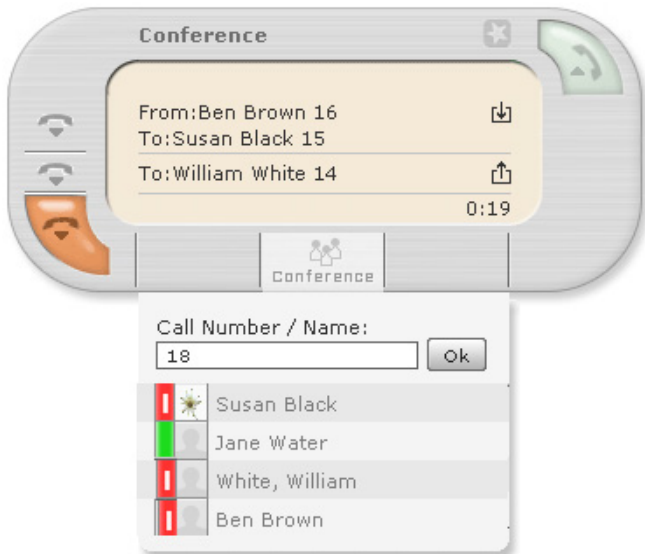 Conference
From:Ben Brown 16
To:Susan Black 15
To:William White 14
0:19
Conference
Call Number / Name:
18
Ok
Susan Black
Jane Water
White, William
Ben Brown